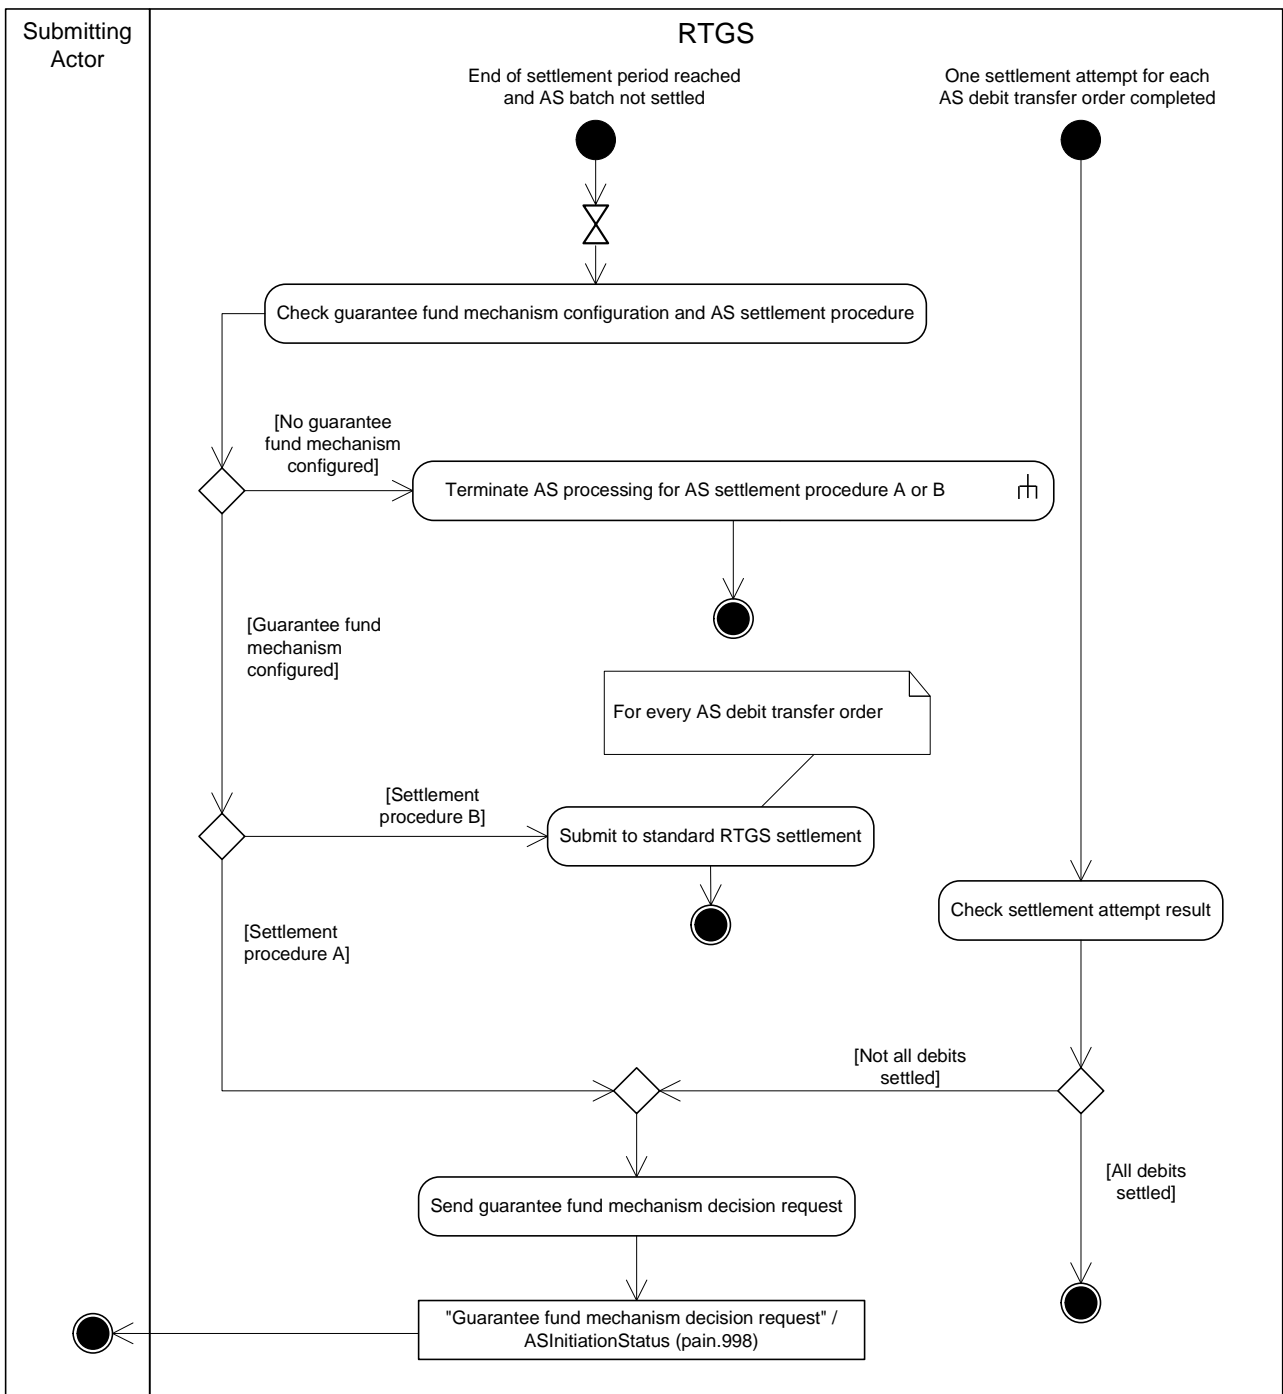 Submitting
Actor
RTGS
End of settlement period reached
and AS batch not settled
One settlement attempt for each
AS debit transfer order completed
Check guarantee fund mechanism configuration and AS settlement procedure
[No guarantee
fund mechanism
configured]
Terminate AS processing for AS settlement procedure A or B
[Guarantee fund
mechanism
configured]
For every AS debit transfer order
[Settlement
procedure B]
Submit to standard RTGS settlement
Check settlement attempt result
[Settlement
procedure A]
[Not all debits
settled]
[All debits
settled]
Send guarantee fund mechanism decision request
"Guarantee fund mechanism decision request" /
ASInitiationStatus (pain.998)